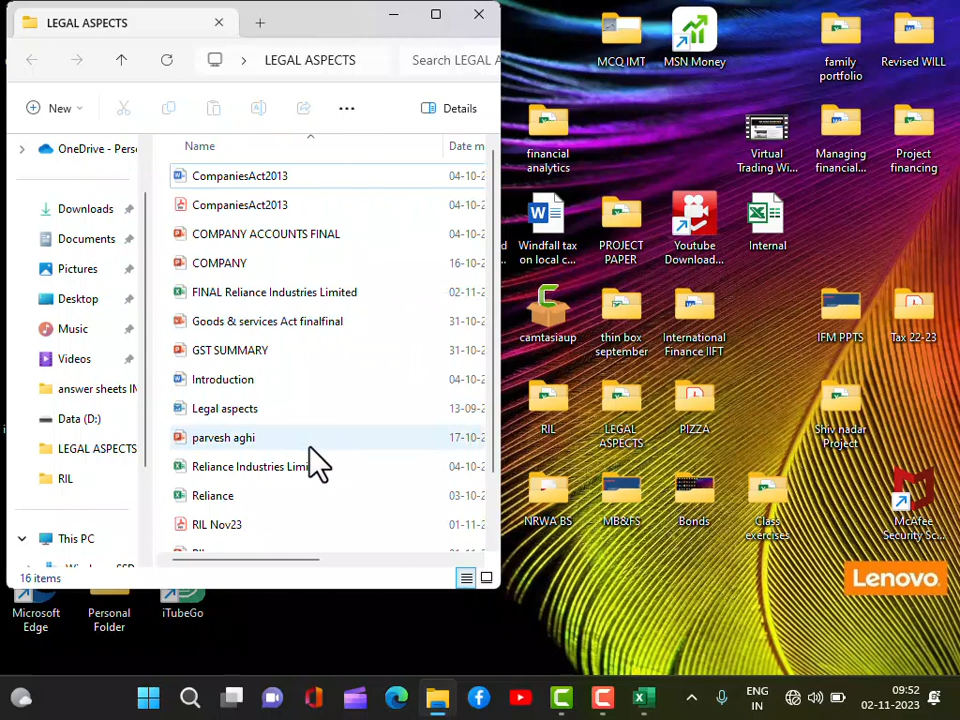 LEGAL ASPECTS
LEGAL ASPECTS
Search LEGAL A
New
Details
Name
Date m
OneDrive - Perso
Downloads
Documents
Pictures
Desktop
Music
Videos
answer sheets IM
Data (D:)
LEGAL ASPECTS
RIL
This PC
CompaniesAct2013
04-10-2
CompaniesAct2013
04-10-2
COMPANY ACCOUNTS FINAL
04-10-2
COMPANY
16-10-2
FINAL Reliance Industries Limited
02-11-2
Goods & services Act finalfinal
31-10-2
GST SUMMARY
31-10-2
Introduction
04-10-2
Legal aspects
13-09-2
parvesh aghi
17-10-2
Reliance Industries Limi
04-10-2
Reliance
03-10-2
RIL Nov23
01-11-2
16 items
MCQ IMT
MSN Money
family
portfolio
Revised WILL
financial
analytics
Virtual
Trading Wi...
Managing
financial...
Project
financing
Windfall tax
on local c...
PROJECT
PAPER
Youtube
Download...
Internal
camtasiaup
thin box
september
International
Finance IIFT
IFM PPTS
Tax 22-23
RIL
LEGAL
ASPECTS
PIZZA
Shiv nadar
Project
NRWA BS
MB&FS
Bonds
Class
exercises
McAfee
Security Sc...
Lenovo
Microsoft
Edge
Personal
Folder
iTubeGo
ENG
IN
09:52
02-11-2023